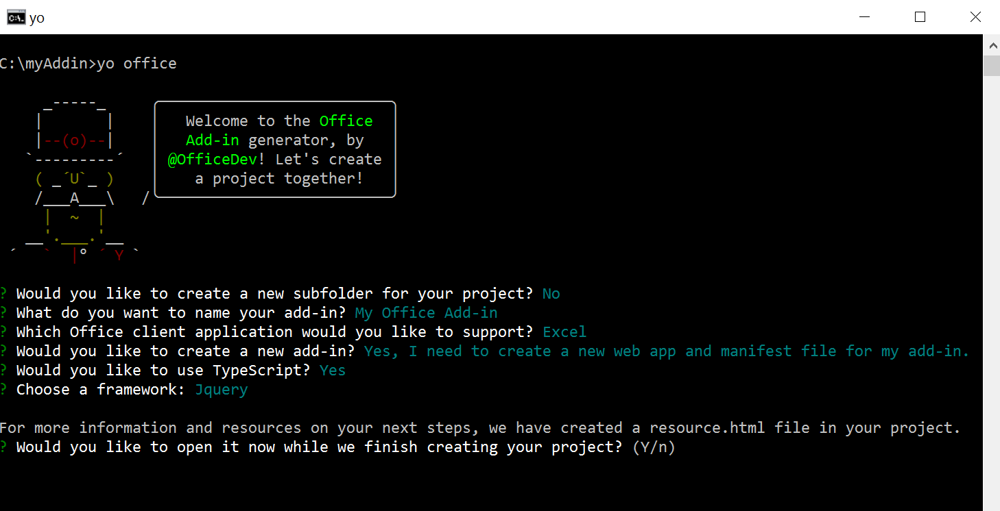 yo
C:\myAddin>yo office
Welcome to the Office
Add-in generator, by
@OfficeDev! Let's create
a project together!
? Would you like to create a new subfolder for your project? No
? What do you want to name your add-in? My Office Add-in
? Which Office client application would you like to support? Excel
? Would you like to create a new add-in? Yes, I need to create a new web app and manifest file for my add-in.
? Would you like to use TypeScript? Yes
? Choose a framework: Jquery
For more information and resources on your next steps, we have created a resource.html file in your project.
? Would you like to open it now while we finish creating your project? (Y/n)